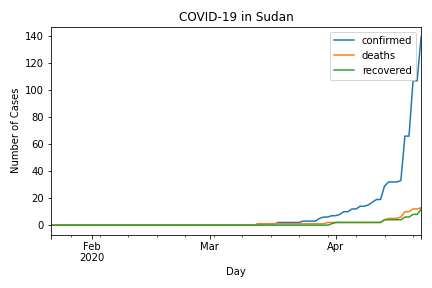 COVID-19 in Sudan
Number of Cases
140
120
100
80
60
40
20
0
confirmed
deaths
recovered
Feb
2020
Mar
Apr
Day